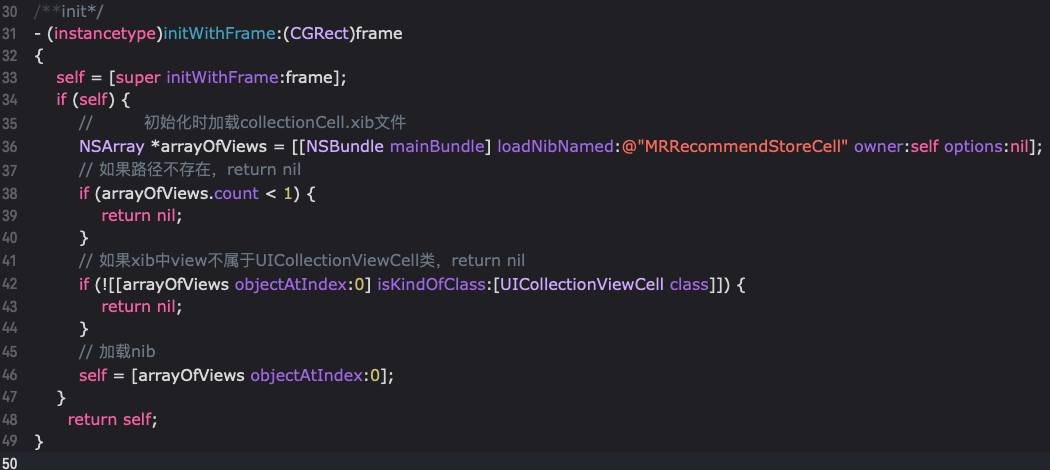 30 /**init*/
31 - (instancetype)initWithFrame:(CGRect)frame
32 {
33     self = [super initWithFrame:frame];
34     if (self) {
35         //        初始化时加载collectionCell.xib文件
36         NSArray *arrayOfViews = [[NSBundle mainBundle] loadNibNamed:@"MRRecommendStoreCell" owner:self options:nil];
37         // 如果路径不存在，return nil
38         if (arrayOfViews.count < 1) {
39             return nil;
40         }
41         // 如果xib中view不属于UICollectionViewCell类，return nil
42         if (![[arrayOfViews objectAtIndex:0] isKindOfClass:[UICollectionViewCell class]]) {
43             return nil;
44         }
45         // 加载nib
46         self = [arrayOfViews objectAtIndex:0];
47     }
48       return self;
49 }
50